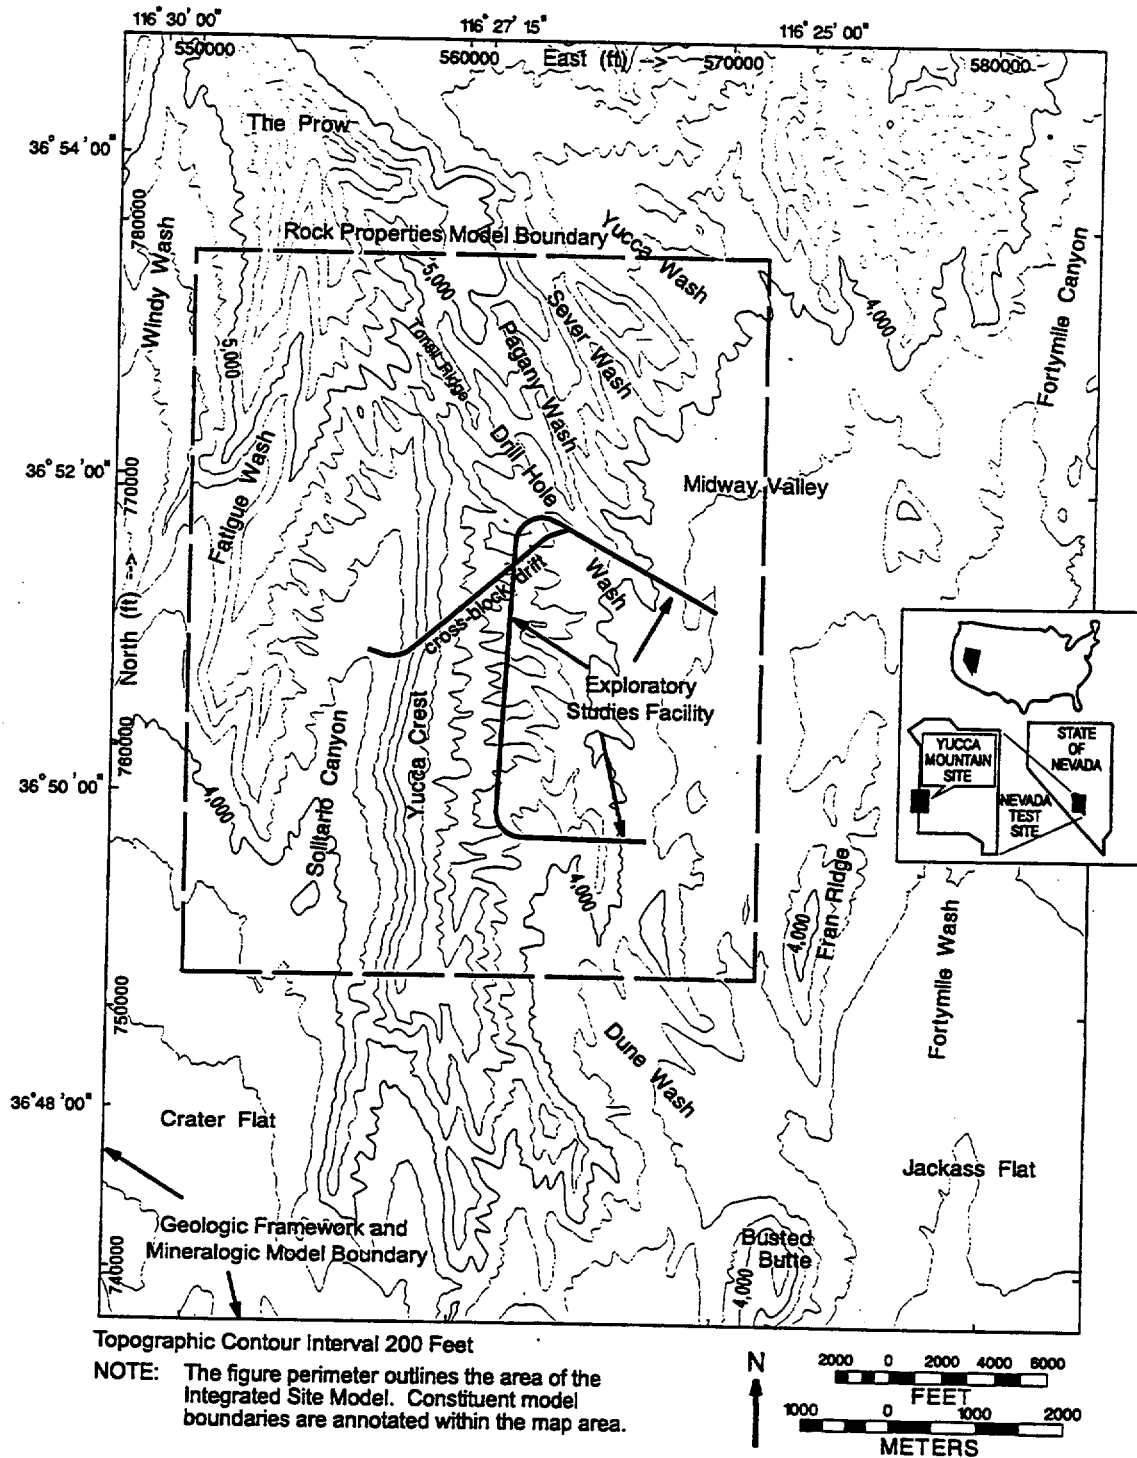 116° 30' 00"
116° 27' 15"
116° 25' 00"
550000
560000
East (ft) -->
570000
580000
The Prow
36° 54' 00"
780000
Windy Wash
Rock Properties Model Boundary
Yucca Wash
5,000
5,000
4,000
Fortymile Canyon
Sever Wash
Pagany Wash
Drill Hole
Wash
Midway Valley
36° 52' 00"
770000
Fatigue Wash
North (ft) -->
cross-block drift
Exploratory
Studies Facility
Yucca Crest
Solitario Canyon
760000
36° 50' 00"
4,000
4,000
4,000
Fran Ridge
YUCCA
MOUNTAIN
SITE
STATE
OF
NEVADA
NEVADA
TEST
SITE
Fortymile Wash
750000
Dune Wash
36° 48' 00"
Crater Flat
Jackass Flat
Geologic Framework and
Mineralogic Model Boundary
Busted
Butte
4,000
740000
Topographic Contour Interval 200 Feet
NOTE: The figure perimeter outlines the area of the
Integrated Site Model. Constituent model
boundaries are annotated within the map area.
N
2000 0 2000 4000 6000
FEET
1000 0 1000 2000
METERS